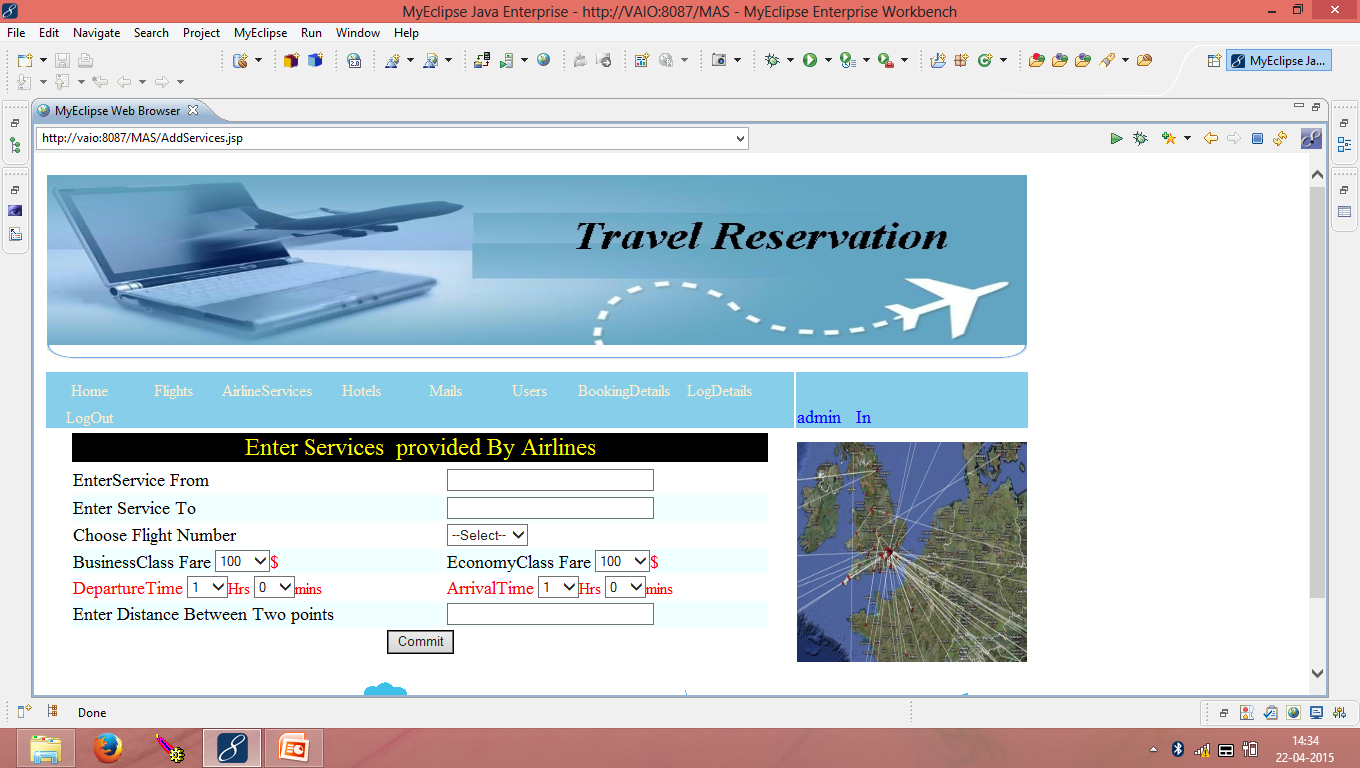 MyEclipse Java Enterprise - http://VAIO:8087/MAS - MyEclipse Enterprise Workbench
File Edit Navigate Search Project MyEclipse Run Window Help
2.0
MyEclipse Ja...
MyEclipse Web Browser
http://vaio:8087/MAS/AddServices.jsp
Travel Reservation
Home Flights AirlineServices Hotels Mails Users BookingDetails LogDetails
LogOut
admin In
Enter Services provided By Airlines
EnterService From
Enter Service To
Choose Flight Number --Select--
BusinessClass Fare 100 $ EconomyClass Fare 100 $
DepartureTime 1 Hrs 0 mins ArrivalTime 1 Hrs 0 mins
Enter Distance Between Two points
Commit
Done
14:34
22-04-2015